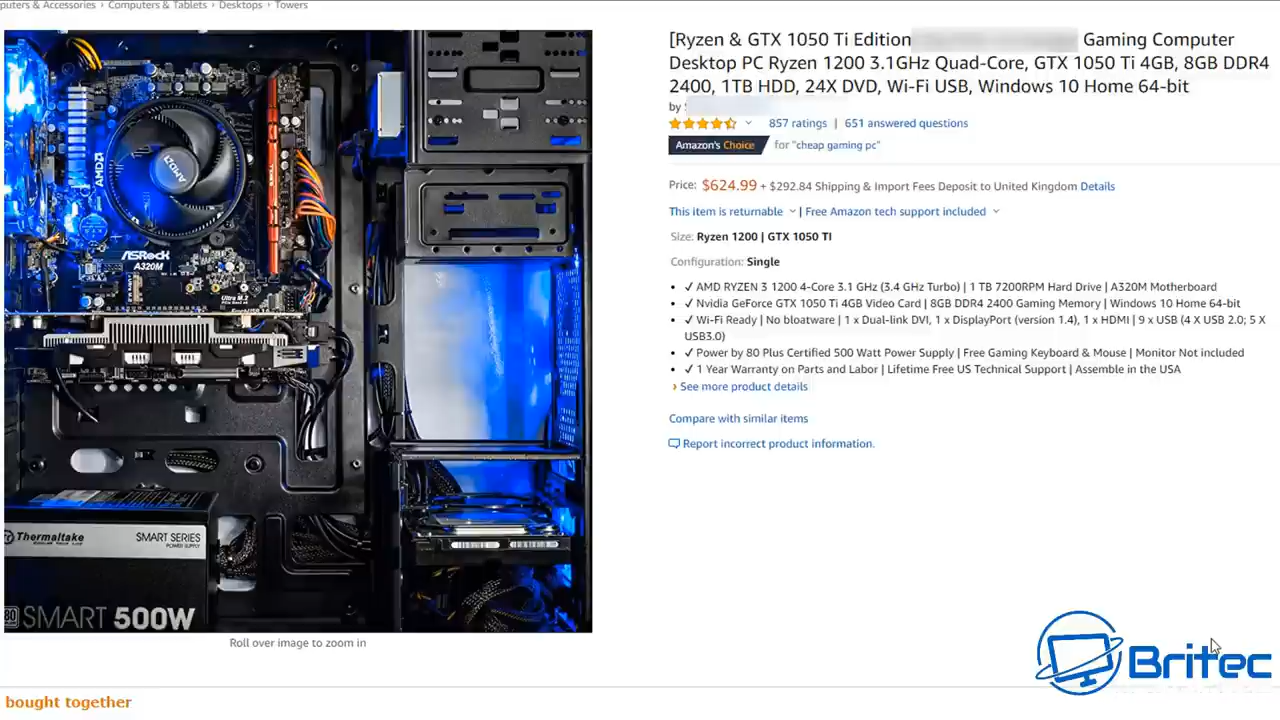 puters & Accessories › Computers & Tablets › Desktops › Towers
[Ryzen & GTX 1050 Ti Edition Gaming Computer
Desktop PC Ryzen 1200 3.1GHz Quad-Core, GTX 1050 Ti 4GB, 8GB DDR4
2400, 1TB HDD, 24X DVD, Wi-Fi USB, Windows 10 Home 64-bit
by
857 ratings | 651 answered questions
Amazon's Choice for "cheap gaming pc"
Price: $624.99 + $292.84 Shipping & Import Fees Deposit to United Kingdom Details
This item is returnable | Free Amazon tech support included
Size: Ryzen 1200 | GTX 1050 TI
Configuration: Single
• ✓ AMD RYZEN 3 1200 4-Core 3.1 GHz (3.4 GHz Turbo) | 1 TB 7200RPM Hard Drive | A320M Motherboard
• ✓ Nvidia GeForce GTX 1050 Ti 4GB Video Card | 8GB DDR4 2400 Gaming Memory | Windows 10 Home 64-bit
• ✓ Wi-Fi Ready | No bloatware | 1 x Dual-link DVI, 1 x DisplayPort (version 1.4), 1 x HDMI | 9 x USB (4 X USB 2.0; 5 X
USB3.0)
• ✓ Power by 80 Plus Certified 500 Watt Power Supply | Free Gaming Keyboard & Mouse | Monitor Not included
• ✓ 1 Year Warranty on Parts and Labor | Lifetime Free US Technical Support | Assemble in the USA
› See more product details
Compare with similar items
Report incorrect product information.
AMD
AMD
ASRock
A320M
Ultra M.2
Thermaltake
SMART SERIES
POWER SUPPLY
80 SMART 500W
Roll over image to zoom in
Britec
bought together